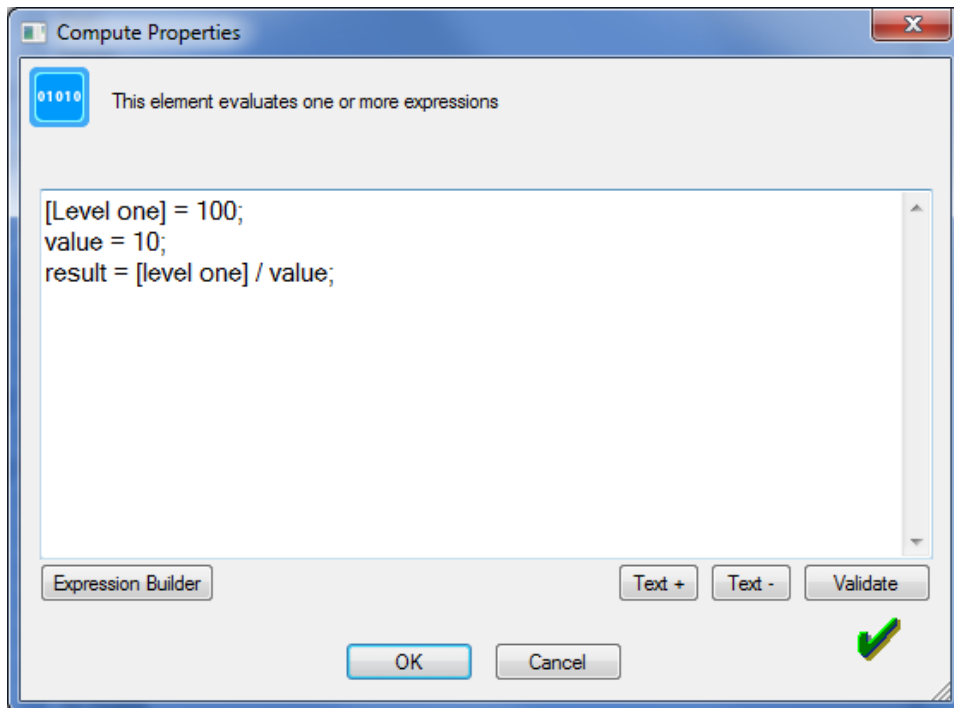 Compute Properties
X
01010
This element evaluates one or more expressions
[Level one] = 100;
value = 10;
result = [level one] / value;
Expression Builder
Text +
Text -
Validate
OK
Cancel